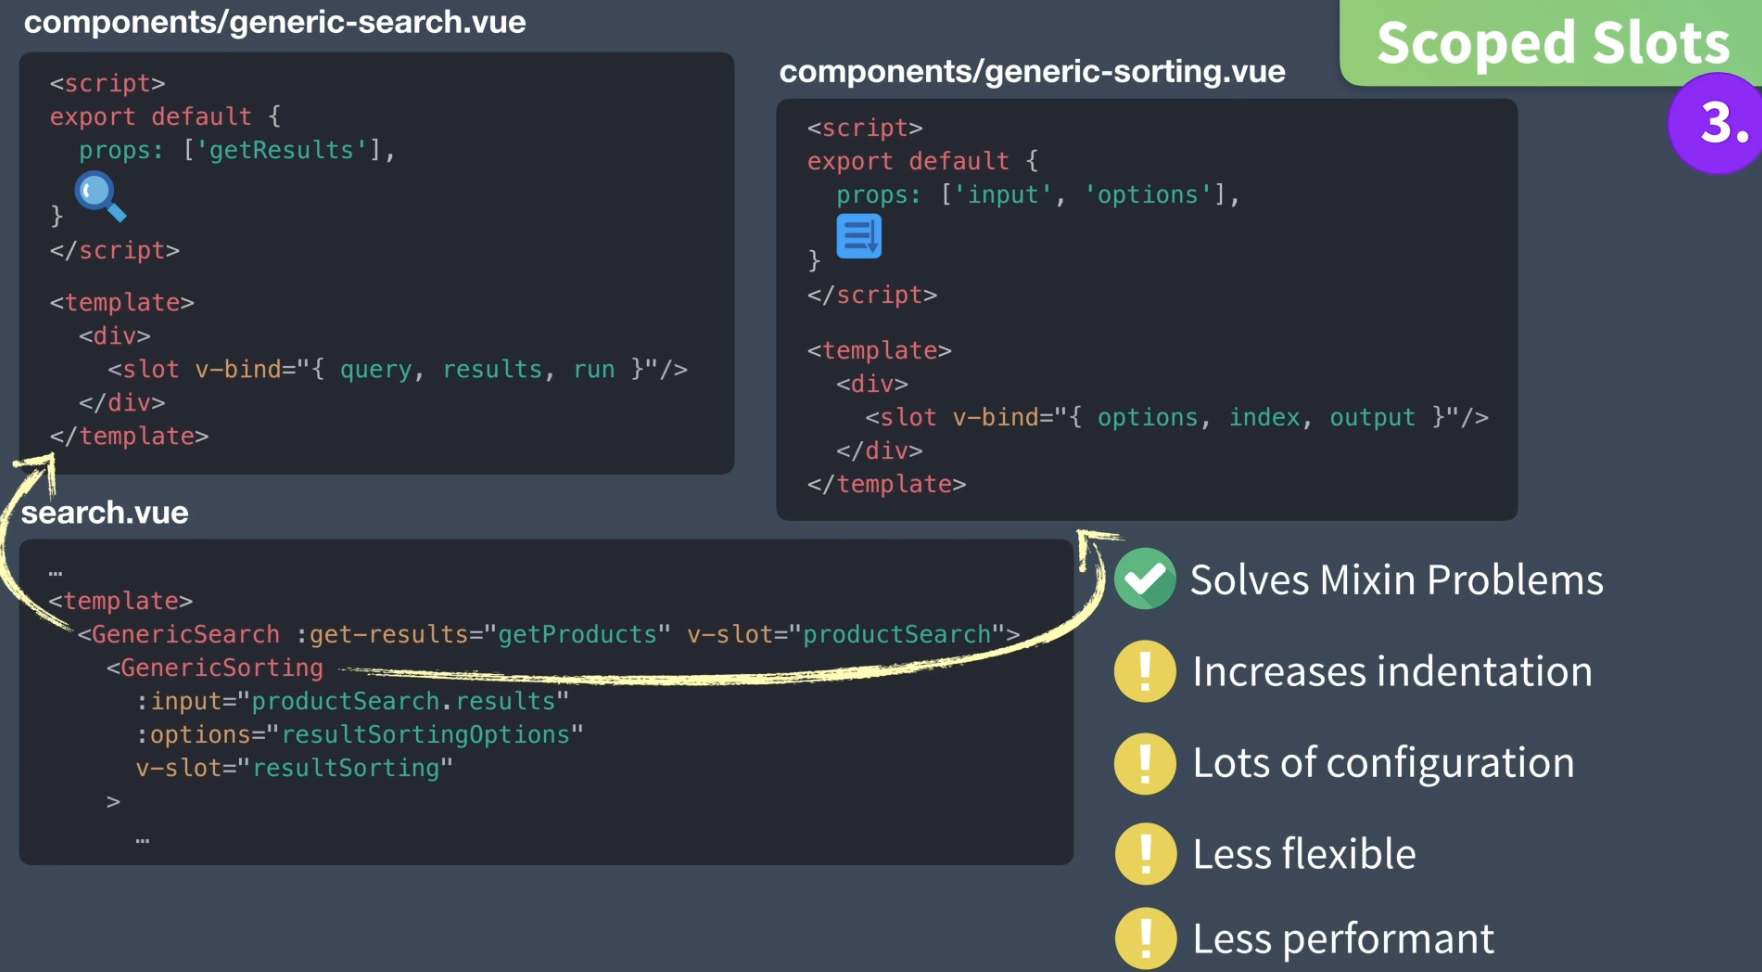 components/generic-search.vue
<script>
export default {
props: ['getResults'],
}
</script>
<template>
<div>
<slot v-bind="{ query, results, run }"/>
</div>
</template>
components/generic-sorting.vue
<script>
export default {
props: ['input', 'options'],
}
</script>
<template>
<div>
<slot v-bind="{ options, index, output }"/>
</div>
</template>
Scoped Slots
3.
search.vue
…
<template>
<GenericSearch :get-results="getProducts" v-slot="productSearch">
<GenericSorting
:input="productSearch.results"
:options="resultSortingOptions"
v-slot="resultSorting"
>
…
Solves Mixin Problems
! Increases indentation
! Lots of configuration
! Less flexible
! Less performant